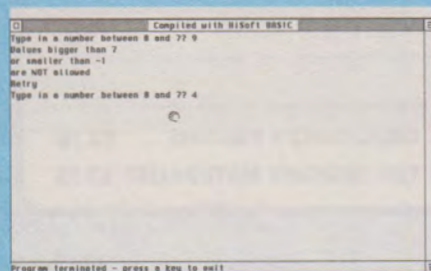 Compiled with HiSoft BASIC
Type in a number between 0 and 7? 9
Values bigger than 7
or smaller than -1
are NOT allowed
Retry
Type in a number between 0 and 7? 4
Program terminated - press a key to exit